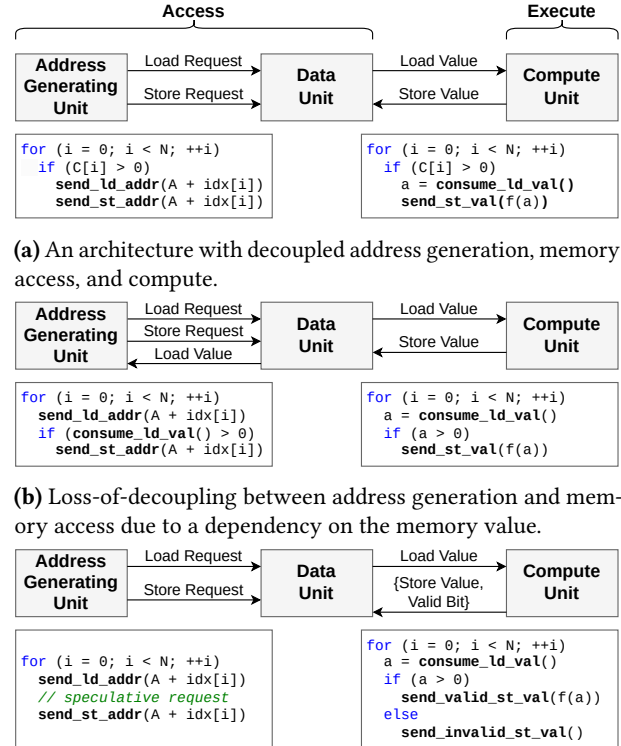 Access
Execute
Address
Generating
Unit
Load Request
Store Request
Data
Unit
Load Value
Store Value
Compute
Unit
for (i = 0; i < N; ++i)
if (C[i] > 0)
send_ld_addr(A + idx[i])
send_st_addr(A + idx[i])
for (i = 0; i < N; ++i)
if (C[i] > 0)
a = consume_ld_val()
send_st_val(f(a))
(a) An architecture with decoupled address generation, memory
access, and compute.
Address
Generating
Unit
Load Request
Store Request
Load Value
Data
Unit
Load Value
Store Value
Compute
Unit
for (i = 0; i < N; ++i)
send_ld_addr(A + idx[i])
if (consume_ld_val() > 0)
send_st_addr(A + idx[i])
for (i = 0; i < N; ++i)
a = consume_ld_val()
if (a > 0)
send_st_val(f(a))
(b) Loss-of-decoupling between address generation and mem-
ory access due to a dependency on the memory value.
Address
Generating
Unit
Load Request
Store Request
Data
Unit
Load Value
{Store Value,
Valid Bit}
Compute
Unit
for (i = 0; i < N; ++i)
send_ld_addr(A + idx[i])
// speculative request
send_st_addr(A + idx[i])
for (i = 0; i < N; ++i)
a = consume_ld_val()
if (a > 0)
send_valid_st_val(f(a))
else
send_invalid_st_val()